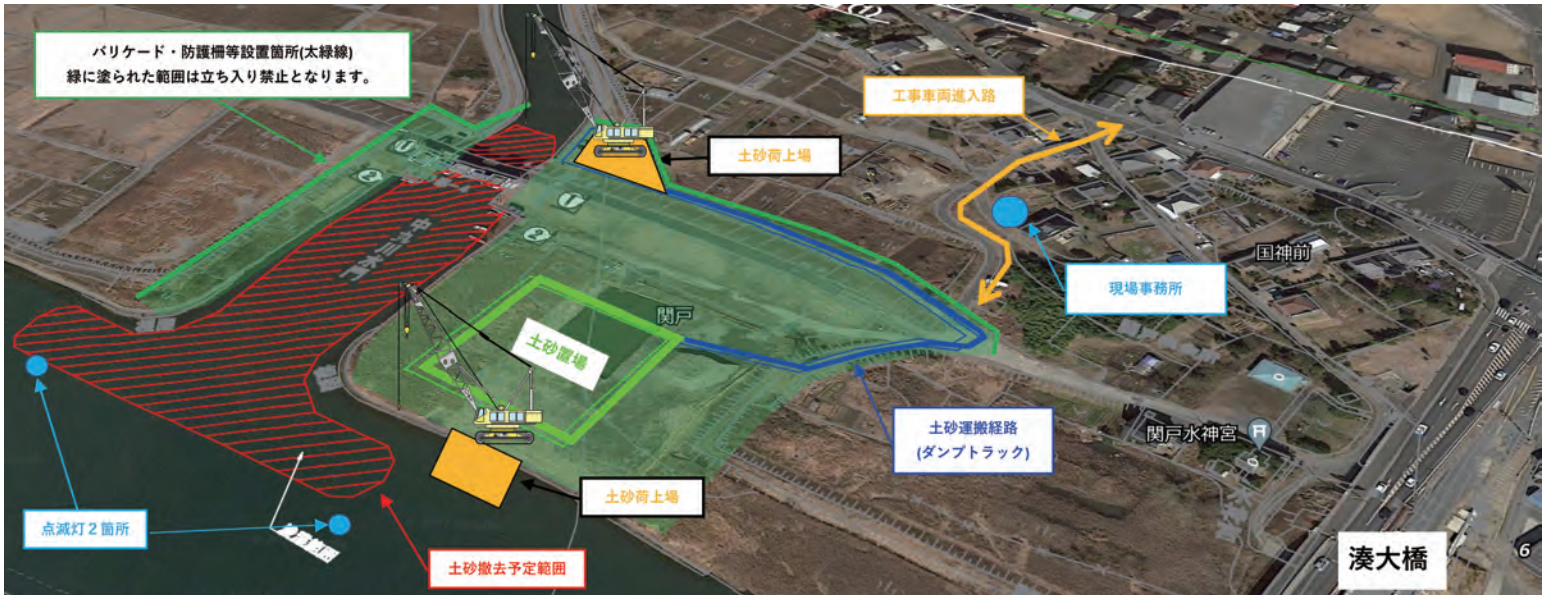 バリケード・防護柵等設置箇所(太緑線)
緑に塗られた範囲は立ち入り禁止となります。
工事車両進入路
土砂荷上場
国神前
現場事務所
関戸
土砂置場
土砂運搬経路
(ダンプトラック)
関戸水神宮
土砂荷上場
点滅灯２箇所
土砂撤去予定範囲
湊大橋
6